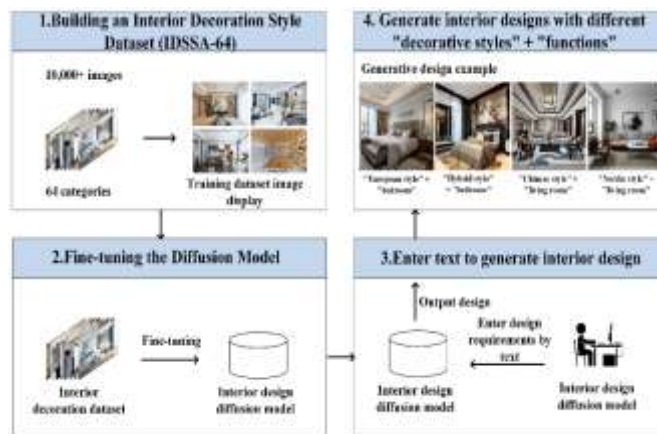 1.Building an Interior Decoration Style
Dataset (IDSSA-64)
10,000+ images
64 categories
Training dataset image
display
4. Generate interior designs with different
"decorative styles" + "functions"
Generative design example
"European style" +
"bedroom"
"Hybrid style"
+ "bedroom"
"Chinese style" +
"living room"
"Nordic style" +
"living room"
2.Fine-tuning the Diffusion Model
Fine-tuning
Interior
decoration dataset
Interior design
diffusion model
3.Enter text to generate interior design
Output design
Enter design
requirements by
text
Interior design
diffusion model
Interior design
diffusion model